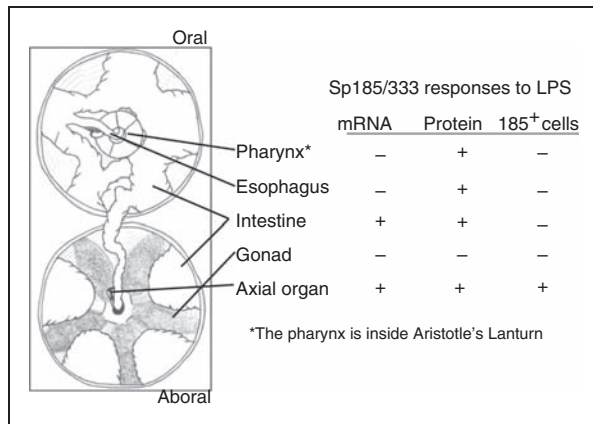 Oral
Sp185/333 responses to LPS
mRNA Protein 185+ cells
Pharynx* – + –
Esophagus – + –
Intestine + + –
Gonad – – –
Axial organ + + +
*The pharynx is inside Aristotle's Lanturn
Aboral